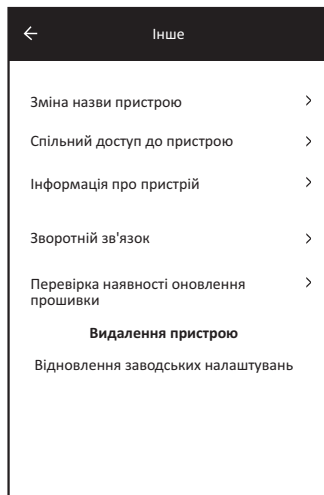 Інше
Зміна назви пристрою
Спільний доступ до пристрою
Інформація про пристрій
Зворотній зв'язок
Перевірка наявності оновлення
прошивки
Видалення пристрою
Відновлення заводських налаштувань